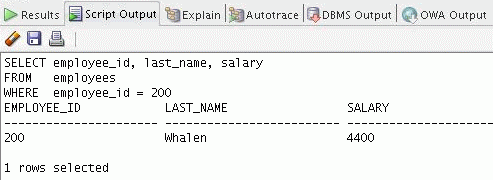 Results Script Output Explain Autotrace DBMS Output OWA Output
SELECT employee_id, last_name, salary
FROM   employees
WHERE  employee_id = 200
EMPLOYEE_ID            LAST_NAME                 SALARY
---------------------- ------------------------- ----------------------
200                    Whalen                    4400
1 rows selected